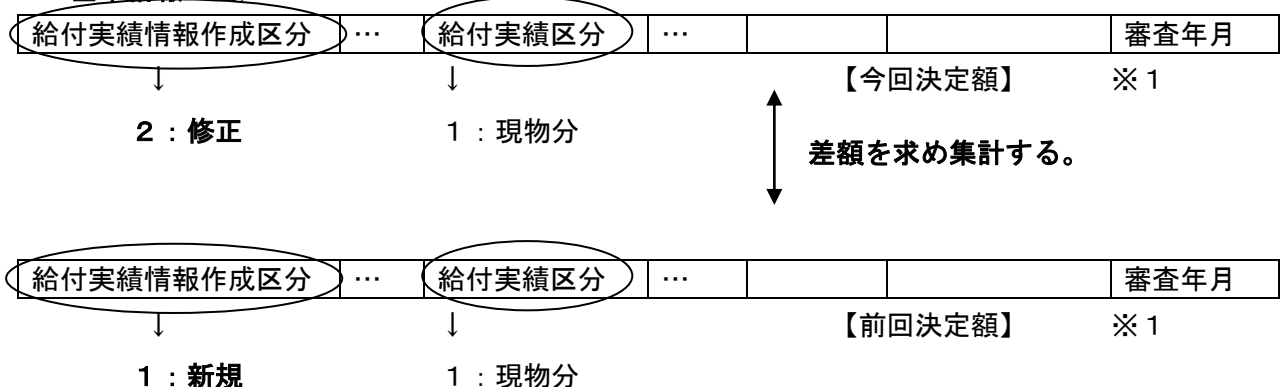 給付実績情報作成区分 … 給付実績区分 … 審査年月
↓ ↓ 【今回決定額】 ※1
2：修正 1：現物分
差額を求め集計する。
給付実績情報作成区分 … 給付実績区分 … 審査年月
↓ ↓ 【前回決定額】 ※1
1：新規 1：現物分